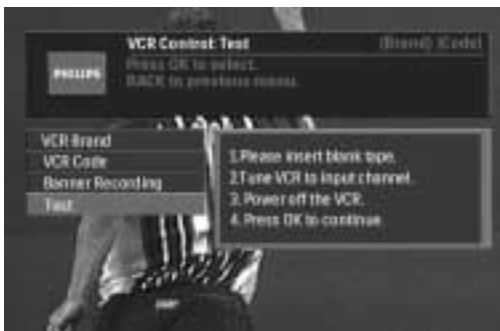 VCR Control: Test
(Brand) (Code)
PHILIPS
Press OK to select.
BACK to previous menu.
VCR Brand
VCR Code
Banner Recording
Test
1.Please insert blank tape.
2.Tune VCR to input channel.
3.Power off the VCR.
4.Press OK to continue